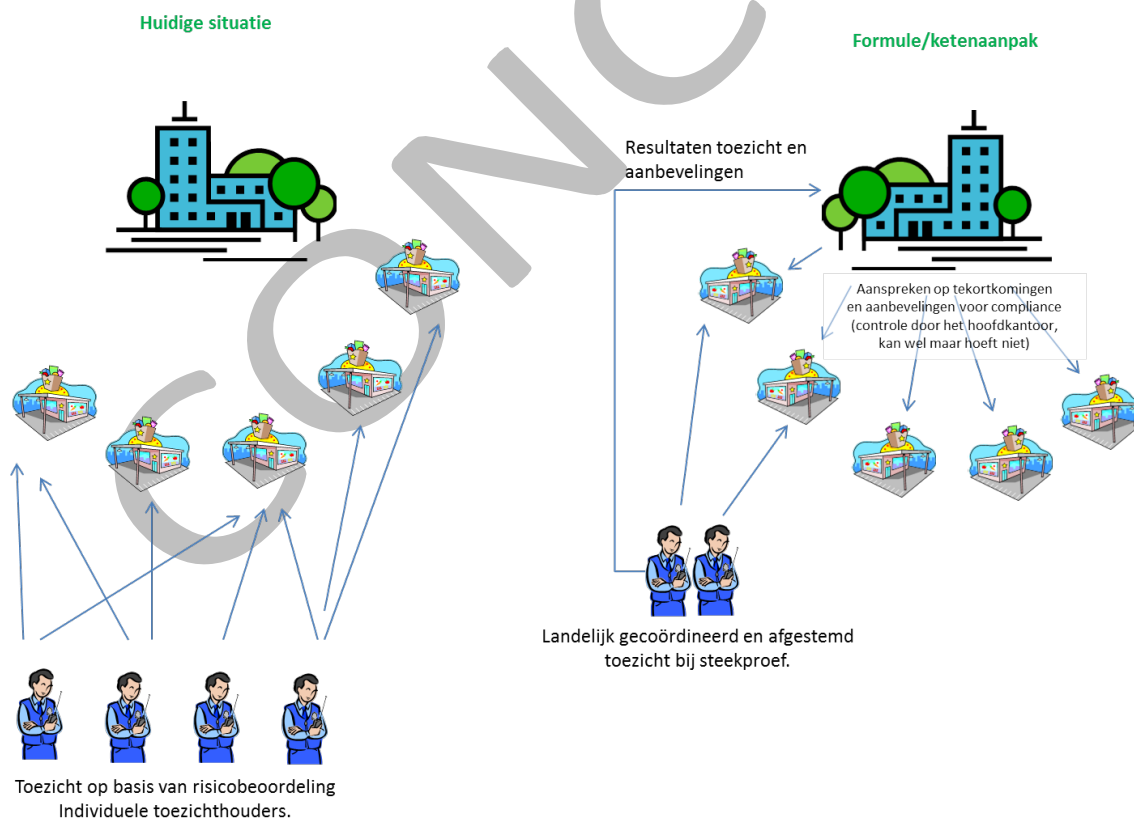 Huidige situatie
Formule/ketenaanpak
Resultaten toezicht en
aanbevelingen
Aanspreken op tekortkomingen
en aanbevelingen voor compliance
(controle door het hoofdkantoor,
kan wel maar hoeft niet)
Landelijk gecoördineerd en afgestemd
toezicht bij steekproef.
Toezicht op basis van risicobeoordeling
Individuele toezichthouders.
CONC